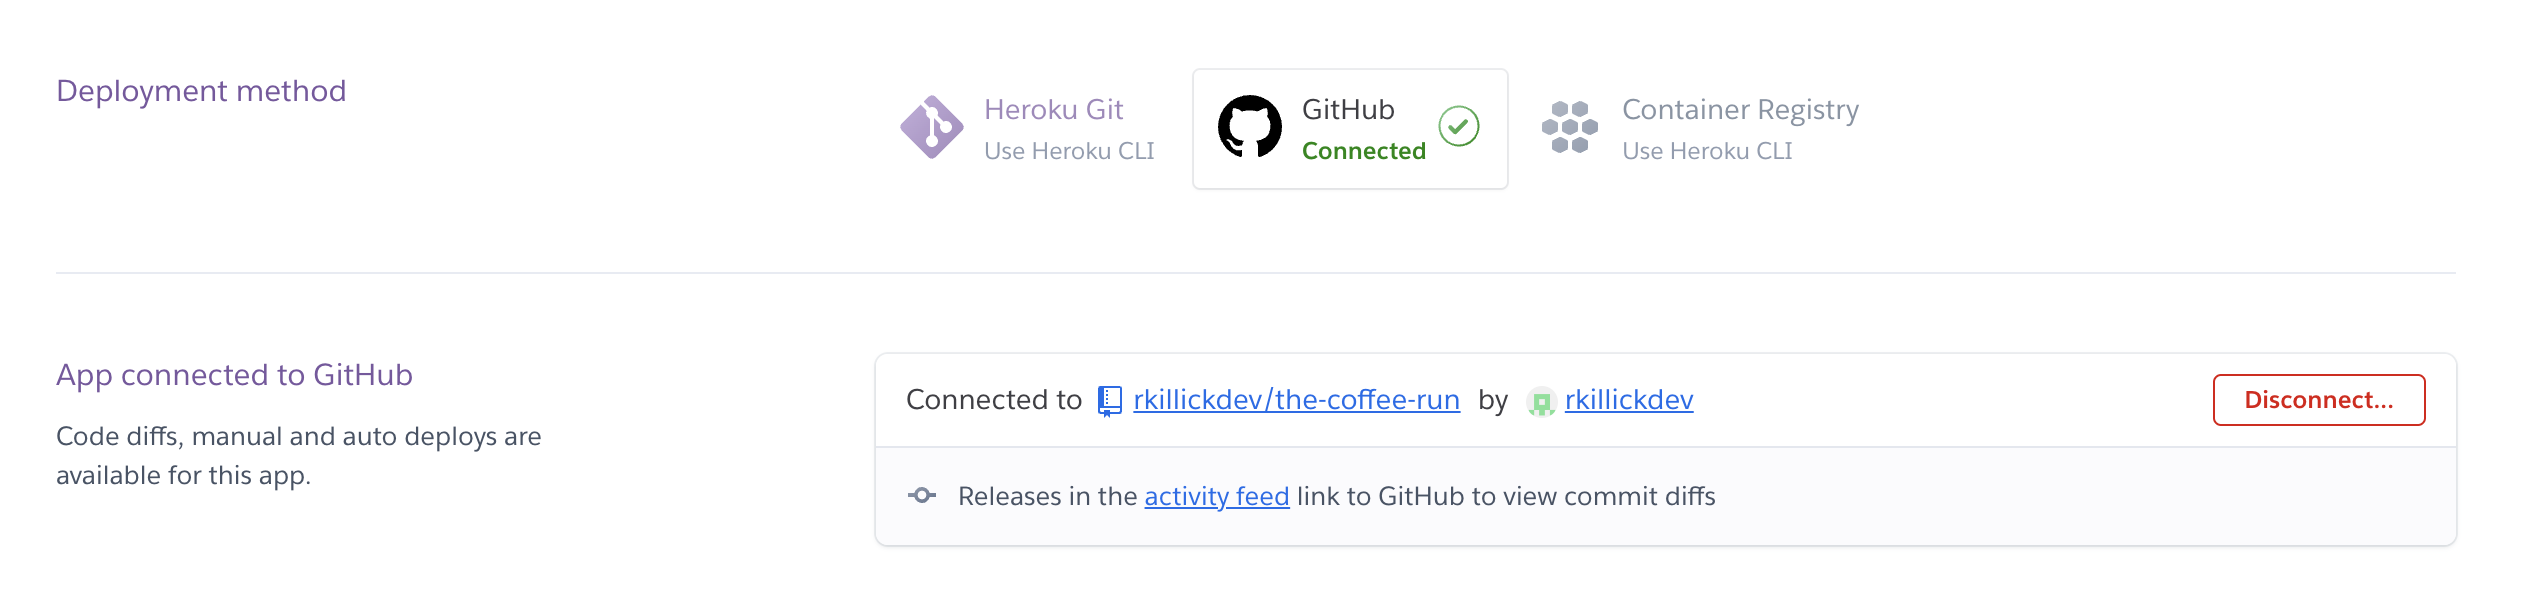 Deployment method
Heroku Git
Use Heroku CLI
GitHub
Connected
Container Registry
Use Heroku CLI
App connected to GitHub
Code diffs, manual and auto deploys are
available for this app.
Connected to rkillickdev/the-coffee-run by rkillickdev
Disconnect...
Releases in the activity feed link to GitHub to view commit diffs